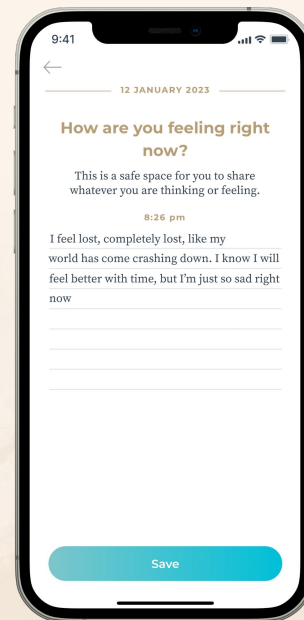 9:41
12 JANUARY 2023
How are you feeling right
now?
This is a safe space for you to share
whatever you are thinking or feeling.
8:26 pm
I feel lost, completely lost, like my
world has come crashing down. I know I will
feel better with time, but I’m just so sad right
now
Save